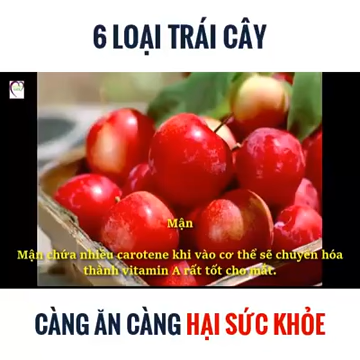 6 LOẠI TRÁI CÂY
Mận
Mận chứa nhiều carotene khi vào cơ thể sẽ chuyển hóa
thành vitamin A rất tốt cho mắt.
CÀNG ĂN CÀNG HẠI SỨC KHỎE